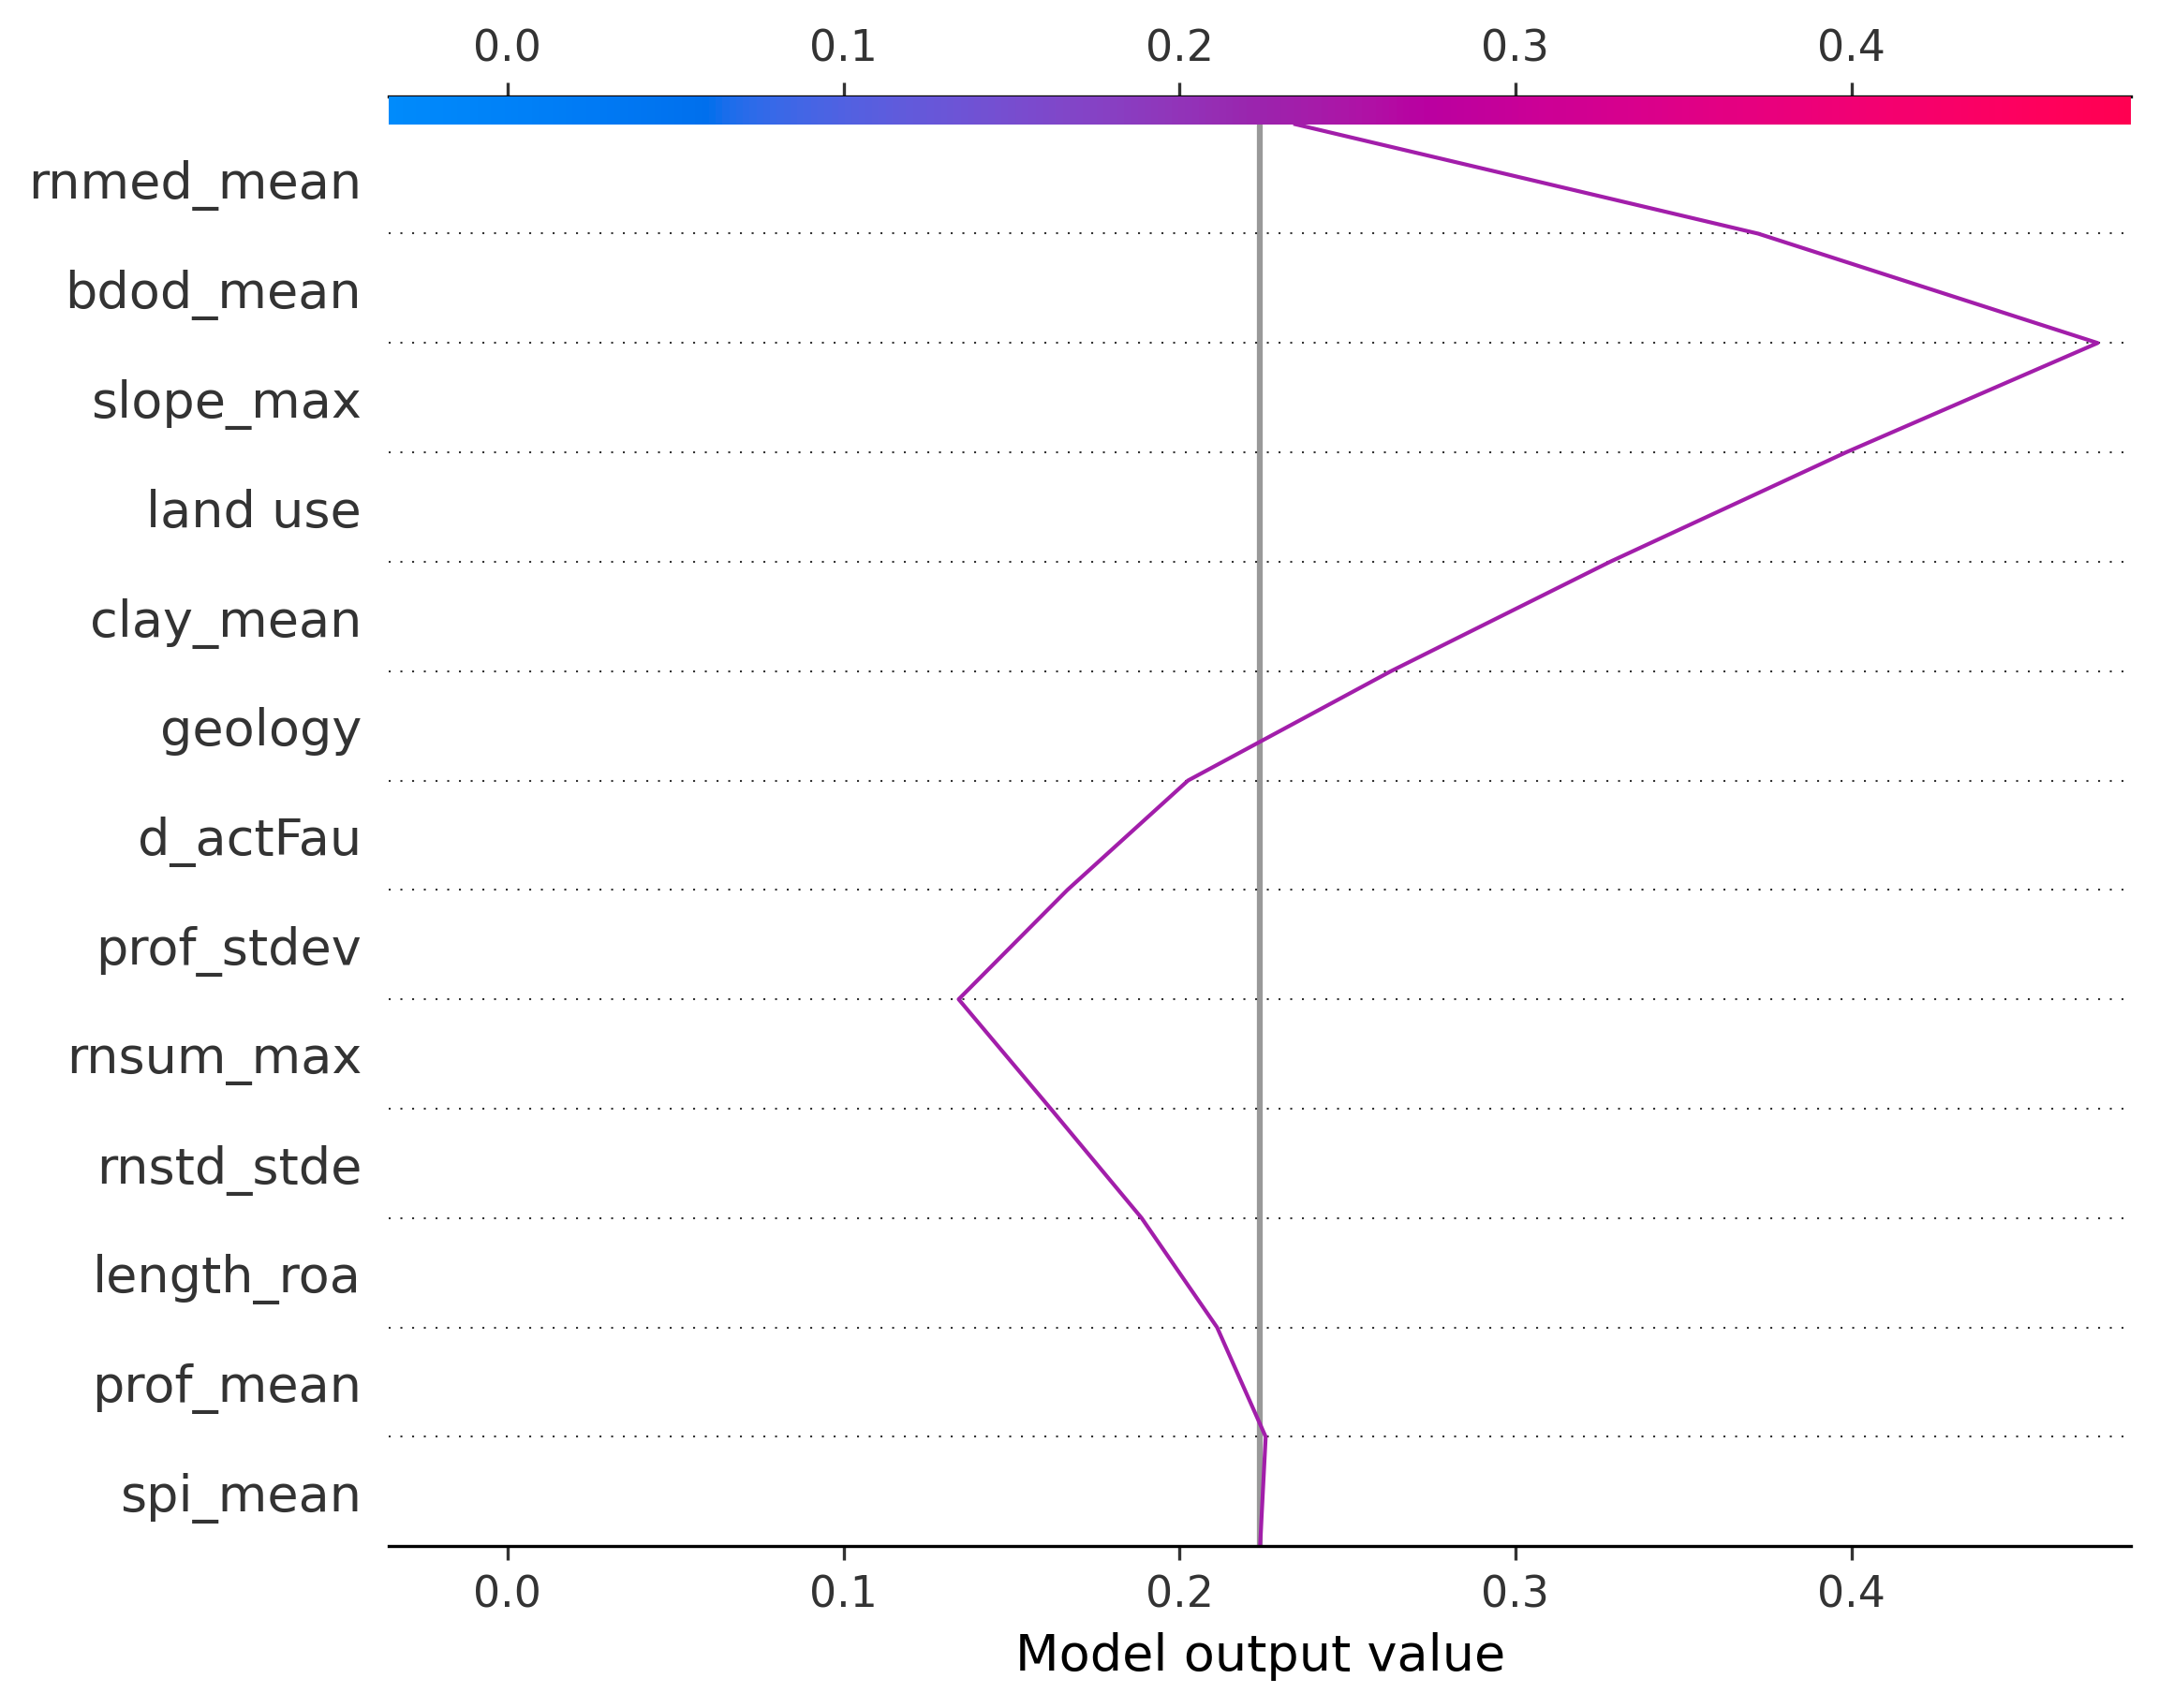 0.0 0.1 0.2 0.3 0.4
rnmed_mean
bdod_mean
slope_max
land use
clay_mean
geology
d_actFau
prof_stdev
rnsum_max
rnstd_stde
length_roa
prof_mean
spi_mean
0.0 0.1 0.2 0.3 0.4
Model output value